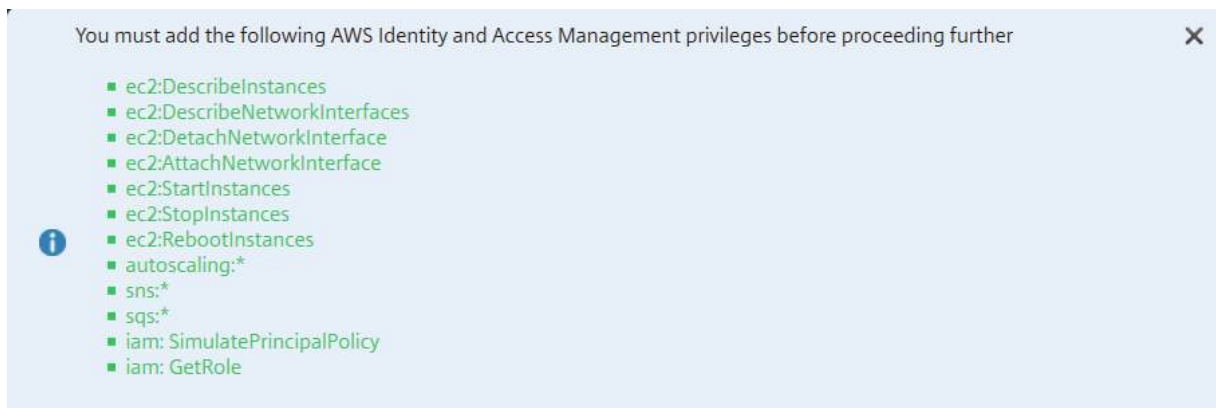 You must add the following AWS Identity and Access Management privileges before proceeding further
ec2:DescribeInstances
ec2:DescribeNetworkInterfaces
ec2:DetachNetworkInterface
ec2:AttachNetworkInterface
ec2:StartInstances
ec2:StopInstances
ec2:RebootInstances
autoscaling:*
sns:*
sqs:*
iam: SimulatePrincipalPolicy
iam: GetRole